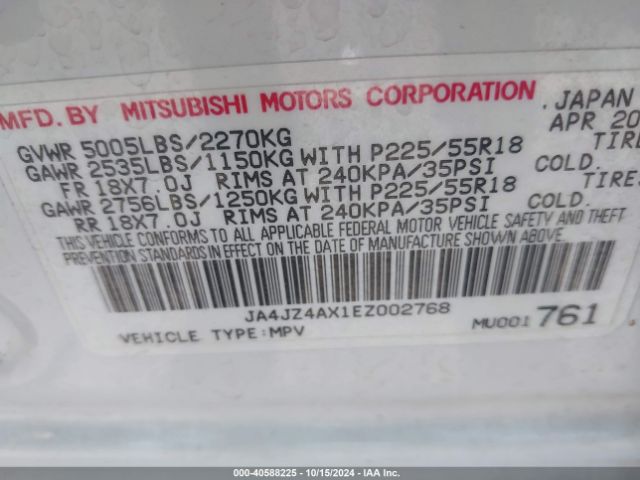 MFD. BY MITSUBISHI MOTORS CORPORATION . JAPAN
APR 20
GVWR 5005LBS/2270KG
GAWR 2535LBS/1150KG WITH P225/55R18 TIRE
FR 18X7.0J RIMS AT 240KPA/35PSI COLD.
GAWR 2756LBS/1250KG WITH P225/55R18 TIRE
RR 18X7.0J RIMS AT 240KPA/35PSI COLD.
THIS VEHICLE CONFORMS TO ALL APPLICABLE FEDERAL MOTOR VEHICLE SAFETY AND THEFT
PREVENTION STANDARDS IN EFFECT ON THE DATE OF MANUFACTURE SHOWN ABOVE.
JA4JZ4AX1EZ002768
VEHICLE TYPE:MPV MU001 761
000-40588225 - 10/15/2024 - IAAI.COM